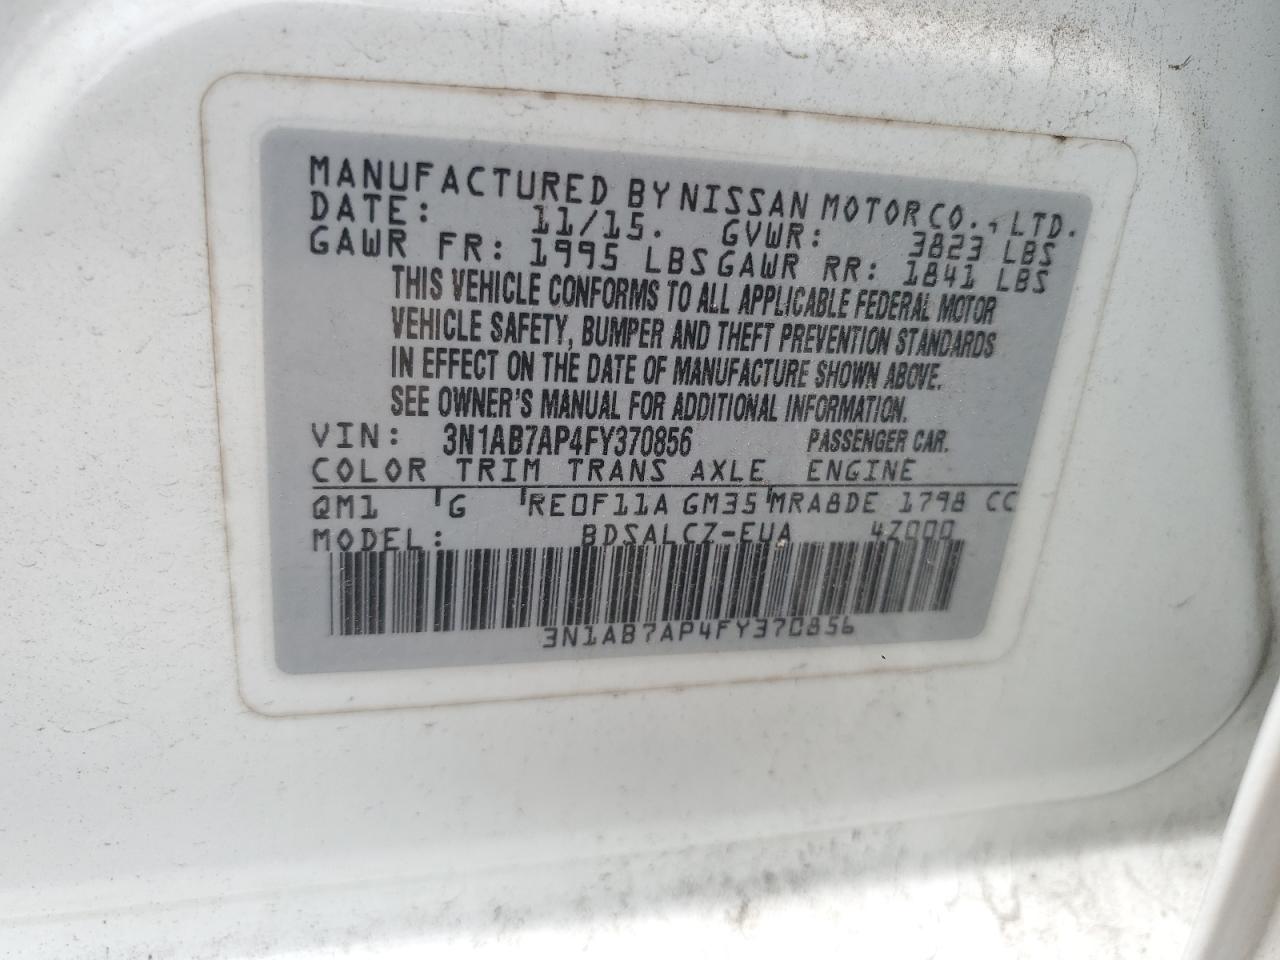 MANUFACTURED BY NISSAN MOTOR CO., LTD.
DATE: 11/15. GVWR: 3823 LBS
GAWR FR: 1995 LBS GAWR RR: 1841 LBS
THIS VEHICLE CONFORMS TO ALL APPLICABLE FEDERAL MOTOR
VEHICLE SAFETY, BUMPER AND THEFT PREVENTION STANDARDS
IN EFFECT ON THE DATE OF MANUFACTURE SHOWN ABOVE.
SEE OWNER'S MANUAL FOR ADDITIONAL INFORMATION.
VIN: 3N1AB7AP4FY370856 PASSENGER CAR.
COLOR TRIM TRANS AXLE ENGINE
QM1 G RE0F11A GM35 MRA8DE 1798 CC
MODEL: BDSALCZ-EUA 4Z000
3N1AB7AP4FY370856